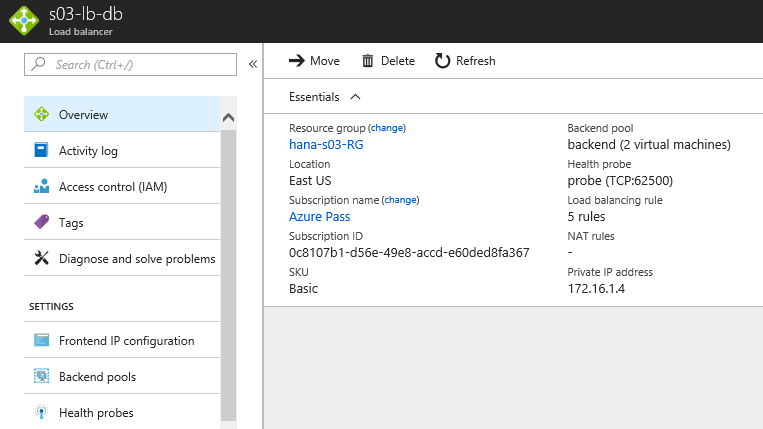 s03-lb-db
Load balancer
Search (Ctrl+/)
«
Overview
Activity log
Access control (IAM)
Tags
Diagnose and solve problems
SETTINGS
Frontend IP configuration
Backend pools
Health probes
Move Delete Refresh
Essentials
Resource group (change)
hana-s03-RG
Location
East US
Subscription name (change)
Azure Pass
Subscription ID
0c8107b1-d56e-49e8-accd-e60ded8fa367
SKU
Basic
Backend pool
backend (2 virtual machines)
Health probe
probe (TCP:62500)
Load balancing rule
5 rules
NAT rules
-
Private IP address
172.16.1.4